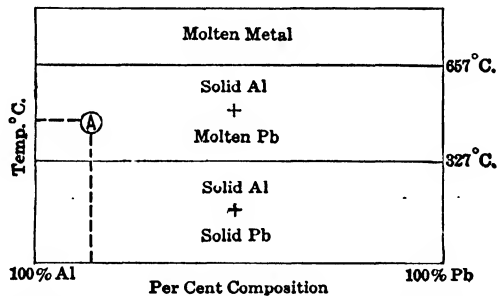 Molten Metal
657°C.
Solid Al
+
Molten Pb
Temp.°C.
A
327°C.
Solid Al
+
Solid Pb
100% Al
100% Pb
Per Cent Composition